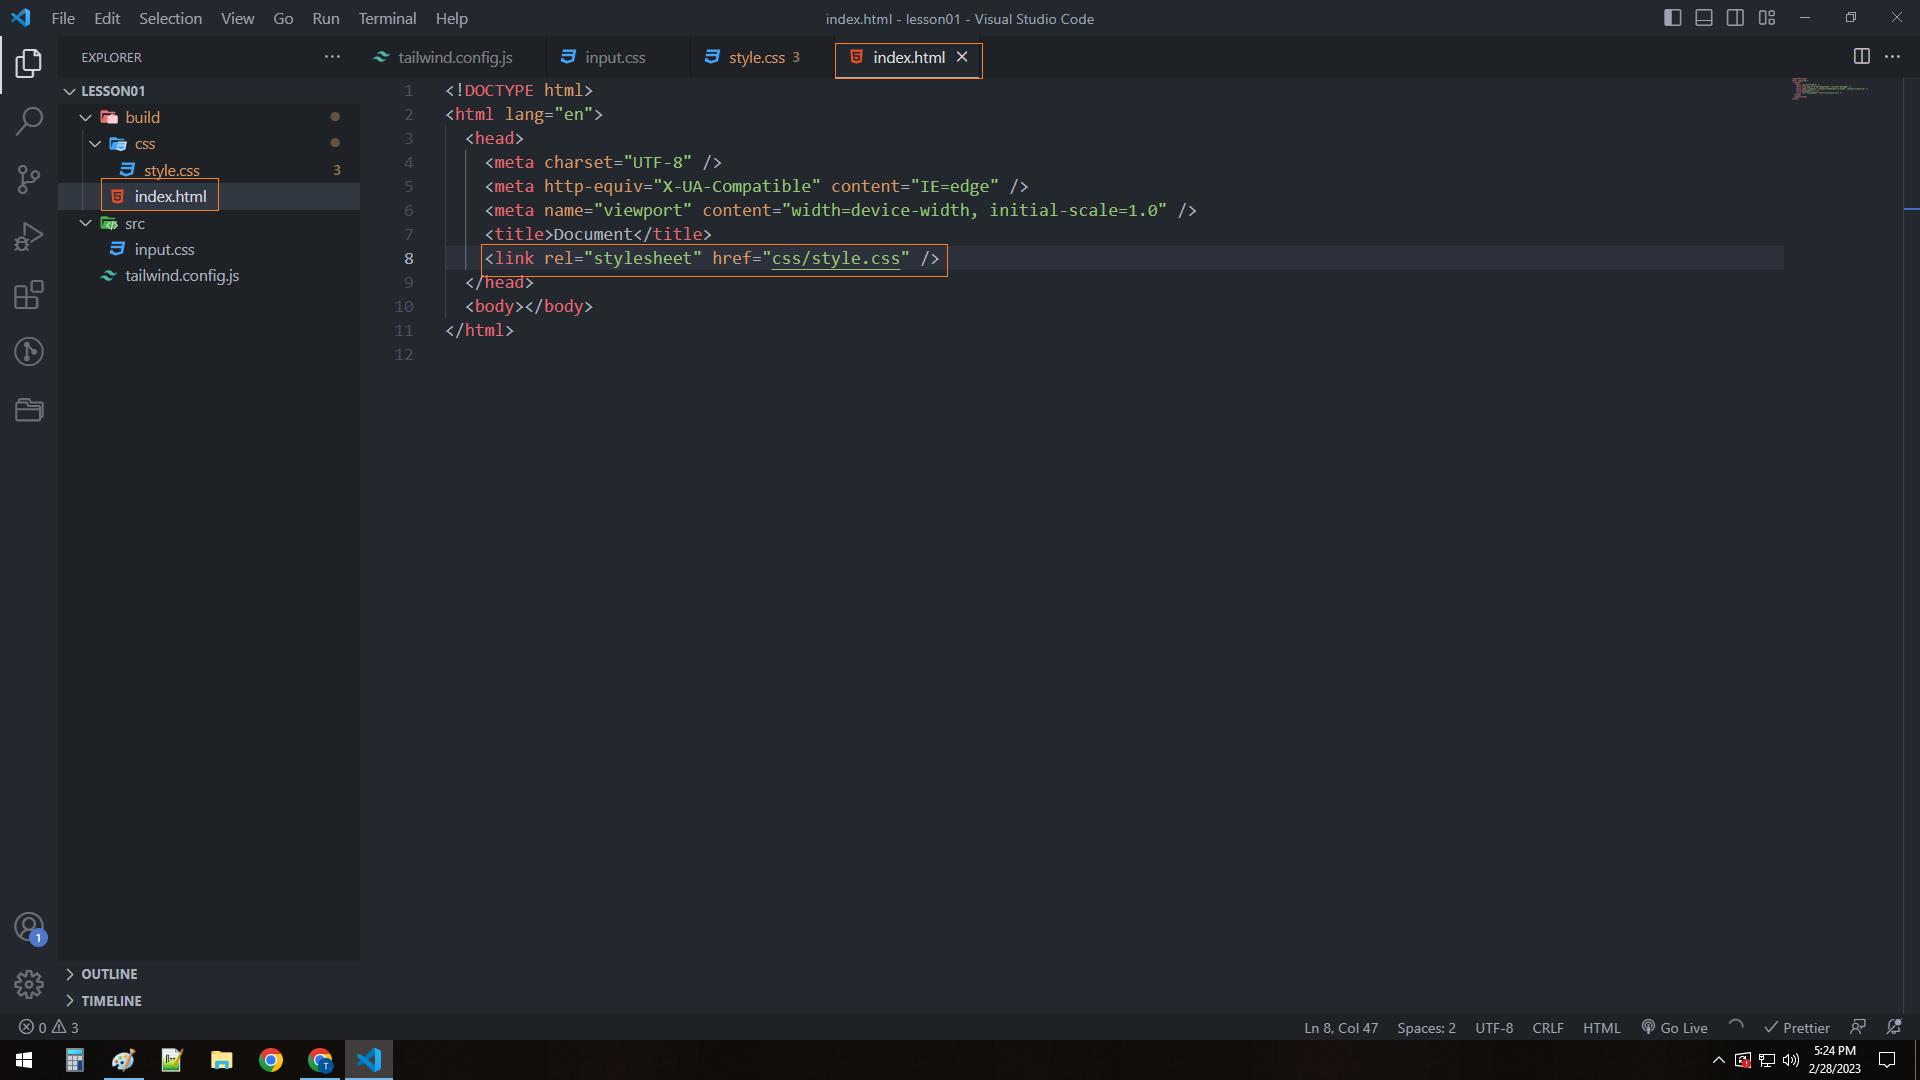 File Edit Selection View Go Run Terminal Help
index.html - lesson01 - Visual Studio Code
EXPLORER
LESSON01
build
css
style.css 3
index.html
src
input.css
tailwind.config.js
OUTLINE
TIMELINE
tailwind.config.js input.css style.css 3 index.html
1 <!DOCTYPE html>
2 <html lang="en">
3 <head>
4 <meta charset="UTF-8" />
5 <meta http-equiv="X-UA-Compatible" content="IE=edge" />
6 <meta name="viewport" content="width=device-width, initial-scale=1.0" />
7 <title>Document</title>
8 <link rel="stylesheet" href="css/style.css" />
9 </head>
10 <body></body>
11 </html>
12
1
0 3
Ln 8, Col 47 Spaces: 2 UTF-8 CRLF HTML Go Live Prettier
T
5:24 PM
2/28/2023